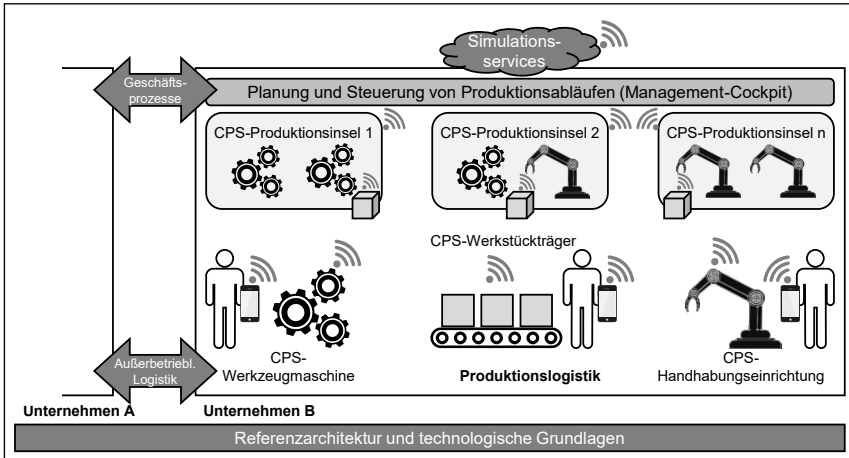 Simulations-
services
Geschäfts-
prozesse
Planung und Steuerung von Produktionsabläufen (Management-Cockpit)
CPS-Produktionsinsel 1
CPS-Produktionsinsel 2
CPS-Produktionsinsel n
CPS-Werkstückträger
CPS-
Werkzeugmaschine
Produktionslogistik
CPS-
Handhabungseinrichtung
Außerbetriebl.
Logistik
Unternehmen A
Unternehmen B
Referenzarchitektur und technologische Grundlagen